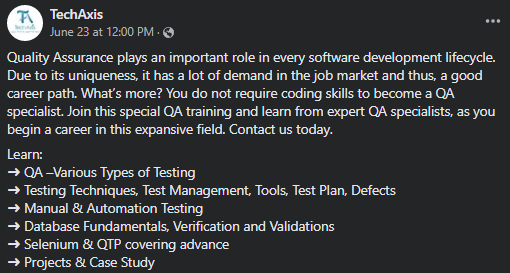 TechAxis
June 23 at 12:00 PM ·
Quality Assurance plays an important role in every software development lifecycle.
Due to its uniqueness, it has a lot of demand in the job market and thus, a good
career path. What's more? You do not require coding skills to become a QA
specialist. Join this special QA training and learn from expert QA specialists, as you
begin a career in this expansive field. Contact us today.
Learn:
➜ QA –Various Types of Testing
➜ Testing Techniques, Test Management, Tools, Test Plan, Defects
➜ Manual & Automation Testing
➜ Database Fundamentals, Verification and Validations
➜ Selenium & QTP covering advance
➜ Projects & Case Study